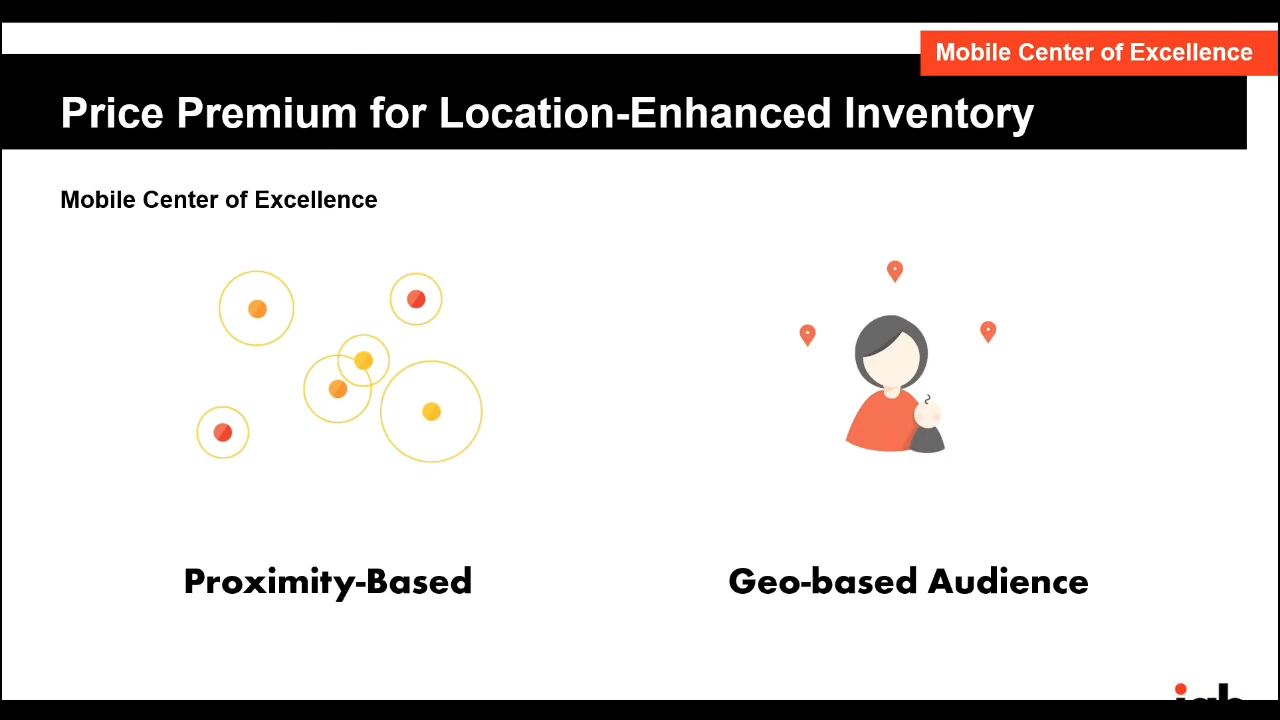 Mobile Center of Excellence
Price Premium for Location-Enhanced Inventory
Mobile Center of Excellence
Proximity-Based
Geo-based Audience
iab